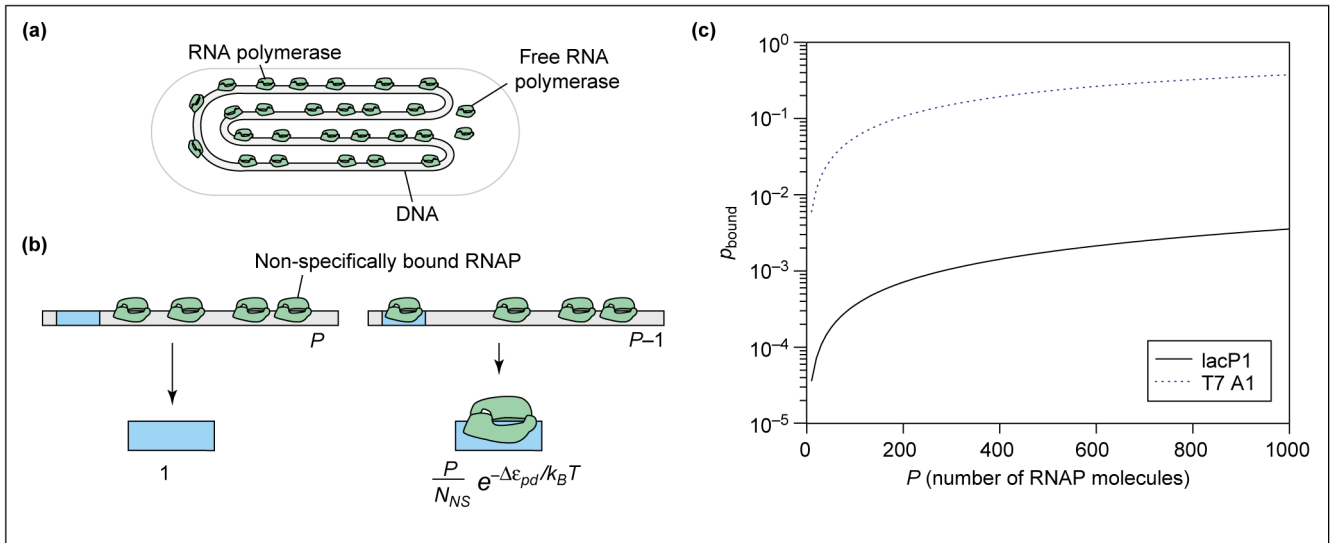 (a)
RNA polymerase
Free RNA
polymerase
DNA
(b)
Non-specifically bound RNAP
P
P–1
1
P
N_NS e^–Δε_pd/k_BT
(c)
10^0
10^–1
10^–2
10^–3
10^–4
10^–5
p_bound
lacP1
T7 A1
0 200 400 600 800 1000
P (number of RNAP molecules)